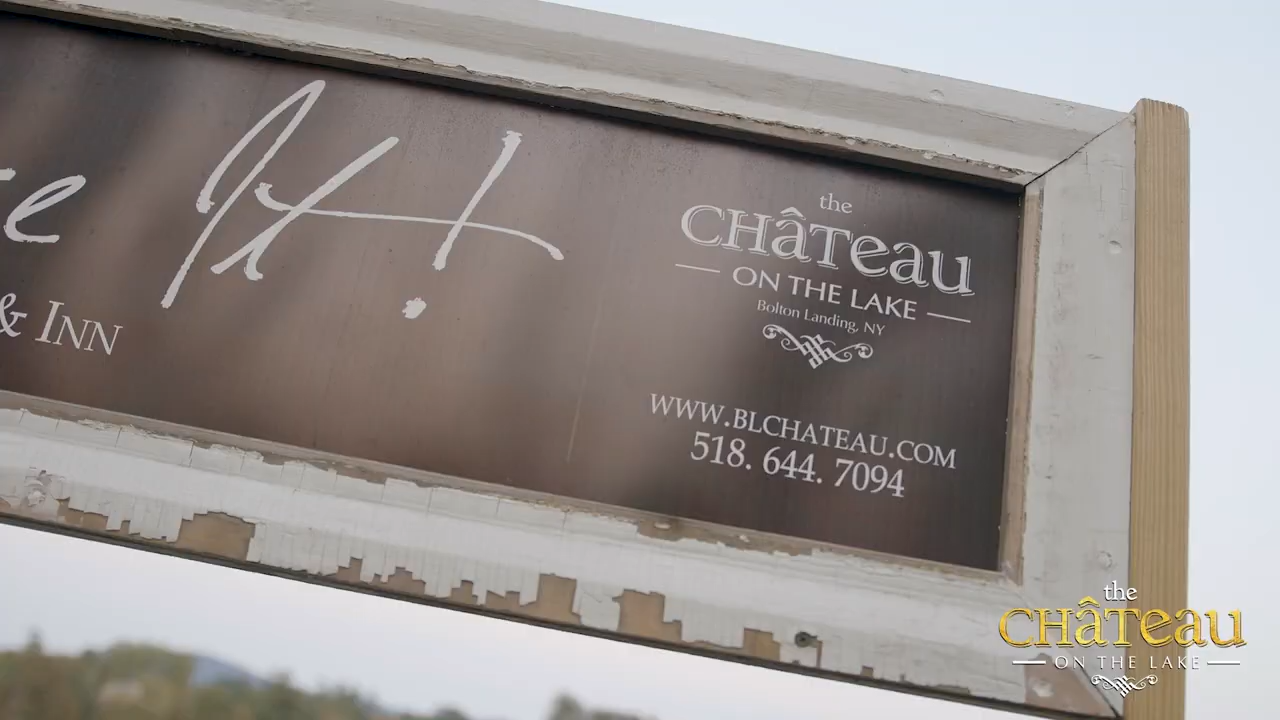 & INN
the
CHâTeau
ON THE LAKE
Bolton Landing, NY
WWW.BLCHATEAU.COM
518. 644. 7094
the
CHâTeau
ON THE LAKE